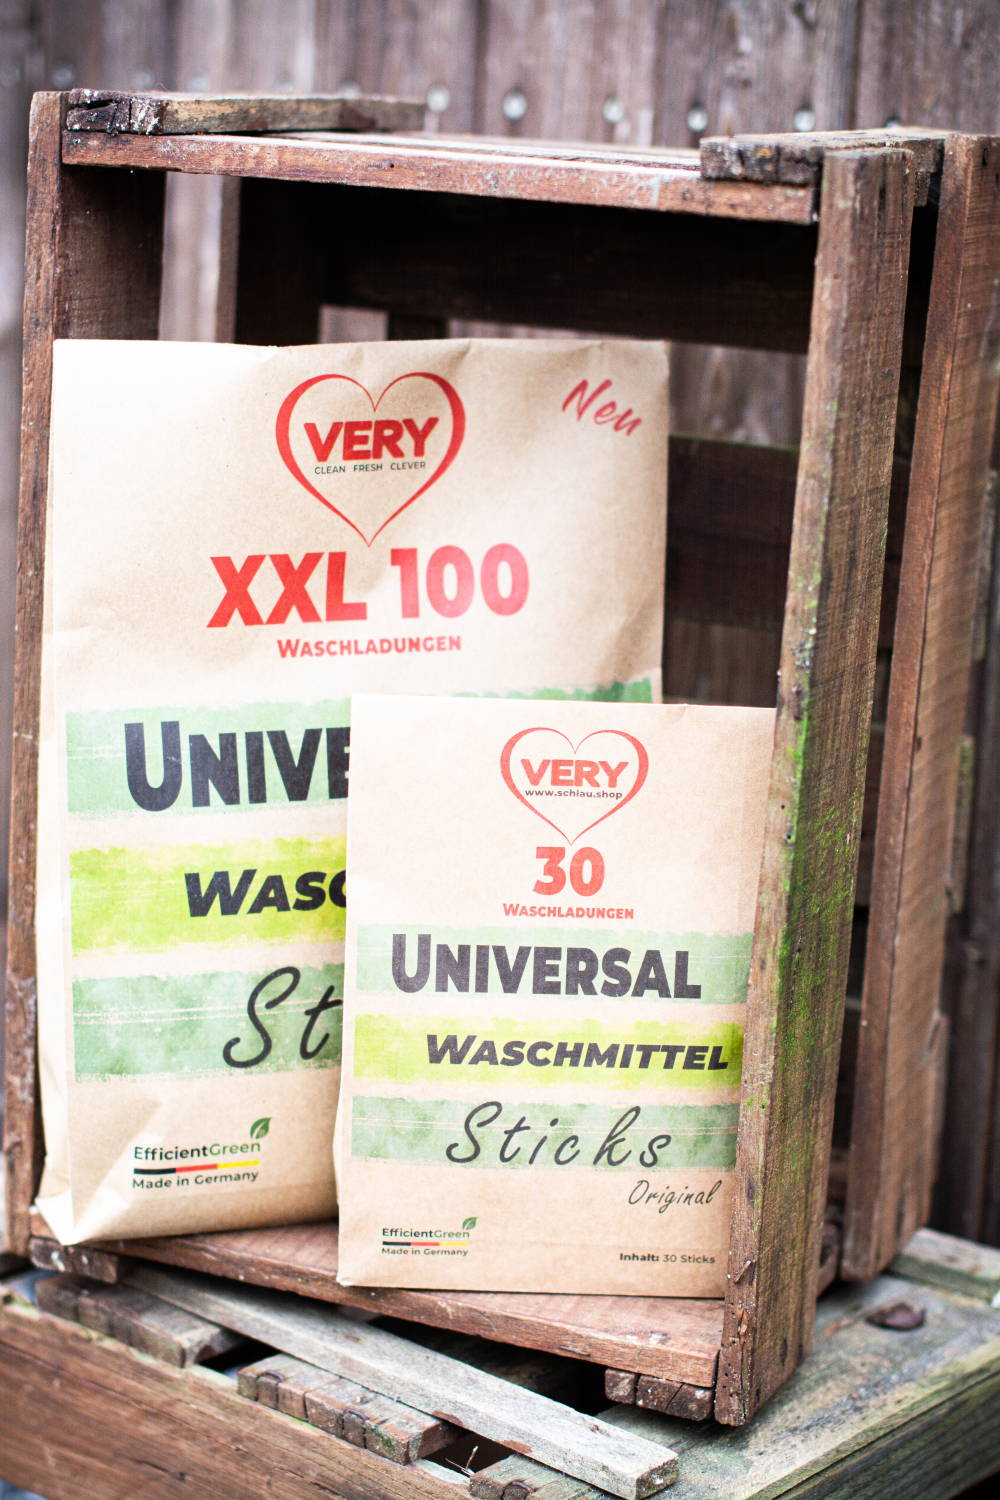 VERY
CLEAN FRESH CLEVER
Neu
XXL 100
WASCHLADUNGEN
UNIVE
WASC
St
EfficientGreen
Made in Germany
VERY
www.schlau.shop
30
WASCHLADUNGEN
UNIVERSAL
WASCHMITTEL
Sticks
Original
EfficientGreen
Made in Germany
Inhalt: 30 Sticks